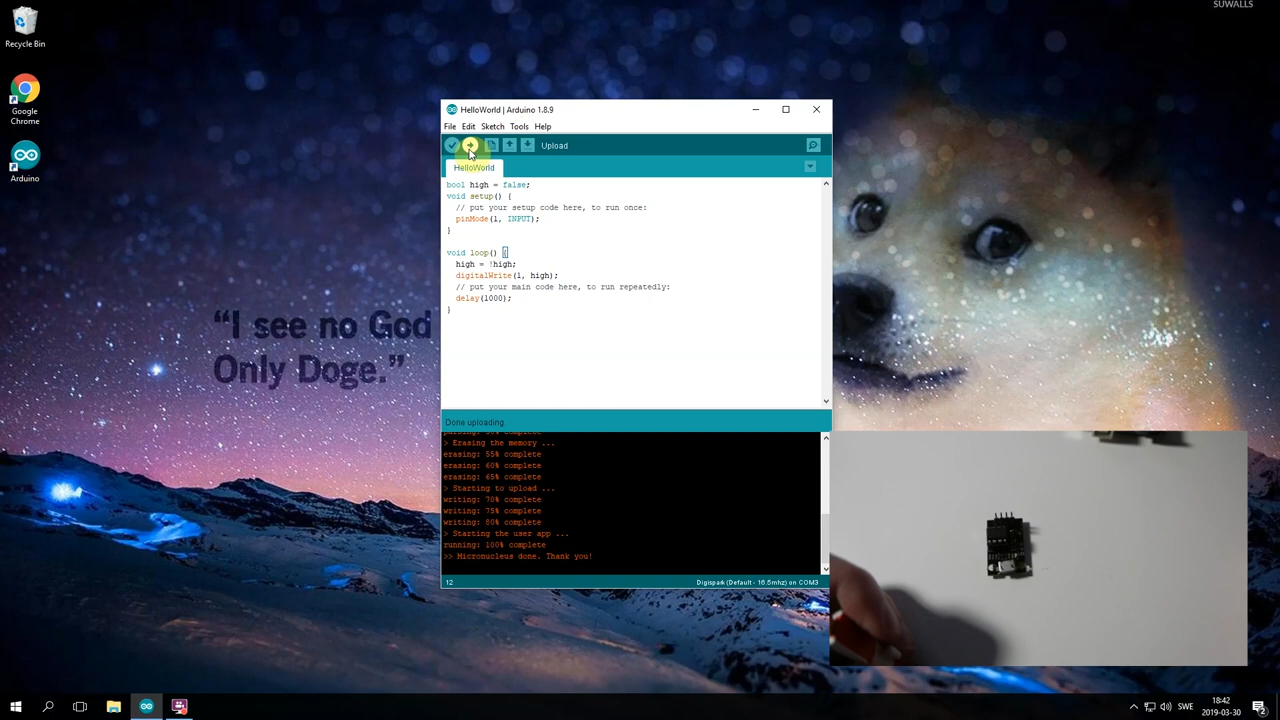 SUWALLS
Recycle Bin
Google
Chrome
Arduino
“I see no God
Only Doge.”
HelloWorld | Arduino 1.8.9
File Edit Sketch Tools Help
Upload
HelloWorld
bool high = false;
void setup() {
// put your setup code here, to run once:
pinMode(1, INPUT);
}
void loop() {
high = !high;
digitalWrite(1, high);
// put your main code here, to run repeatedly:
delay(1000);
}
Done uploading.
> Erasing the memory ...
erasing: 55% complete
erasing: 60% complete
erasing: 65% complete
> Starting to upload ...
writing: 70% complete
writing: 75% complete
writing: 80% complete
> Starting the user app ...
running: 100% complete
>> Micronucleus done. Thank you!
12
Digispark (Default - 16.5mhz) on COM3
SWE
18:42
2019-03-30
2